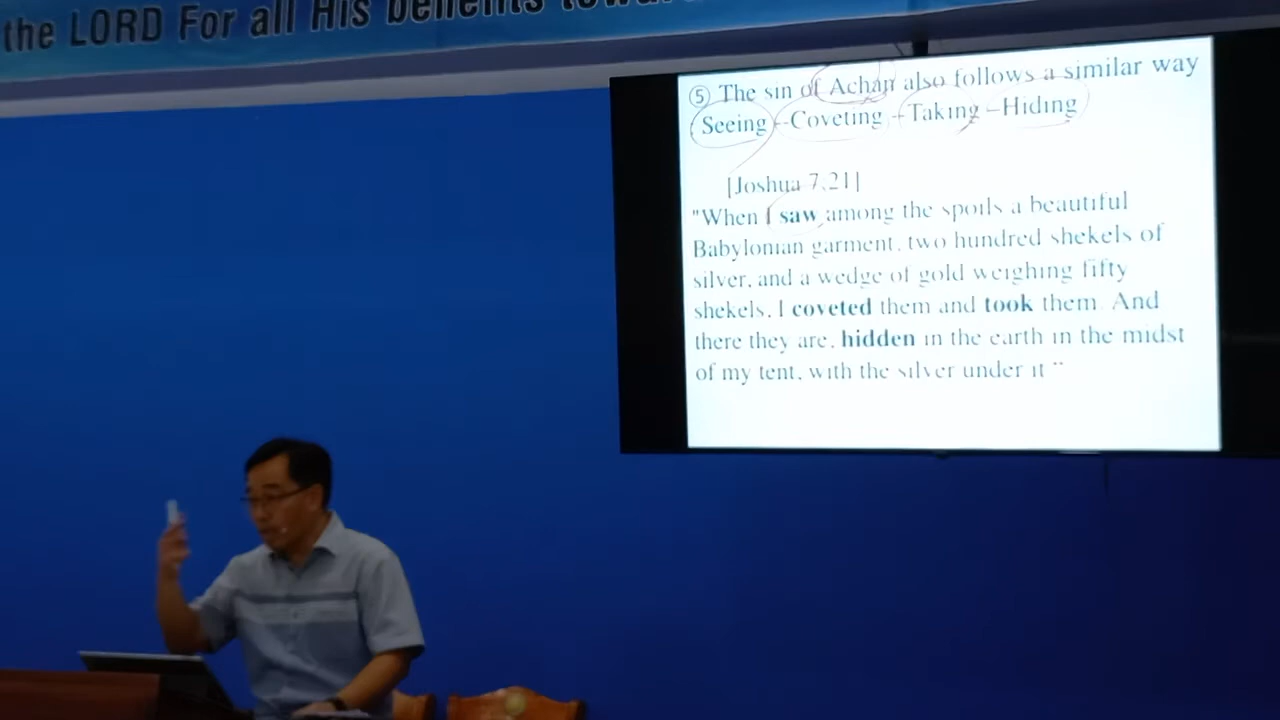 the LORD For all His benefits
⑤ The sin of Achan also follows a similar way
Seeing - Coveting - Taking - Hiding
[Joshua 7:21]
"When I saw among the spoils a beautiful
Babylonian garment, two hundred shekels of
silver, and a wedge of gold weighing fifty
shekels, I coveted them and took them. And
there they are, hidden in the earth in the midst
of my tent, with the silver under it."